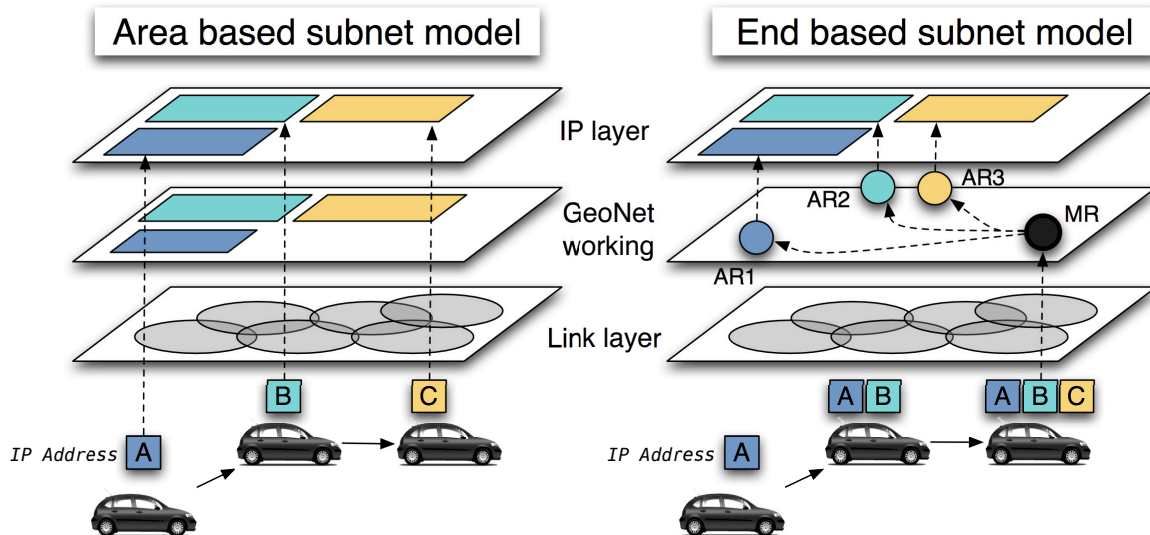 Area based subnet model
End based subnet model
IP layer
GeoNet
working
Link layer
AR1
AR2
AR3
MR
B
C
IP Address A
A B
A B C
IP Address A